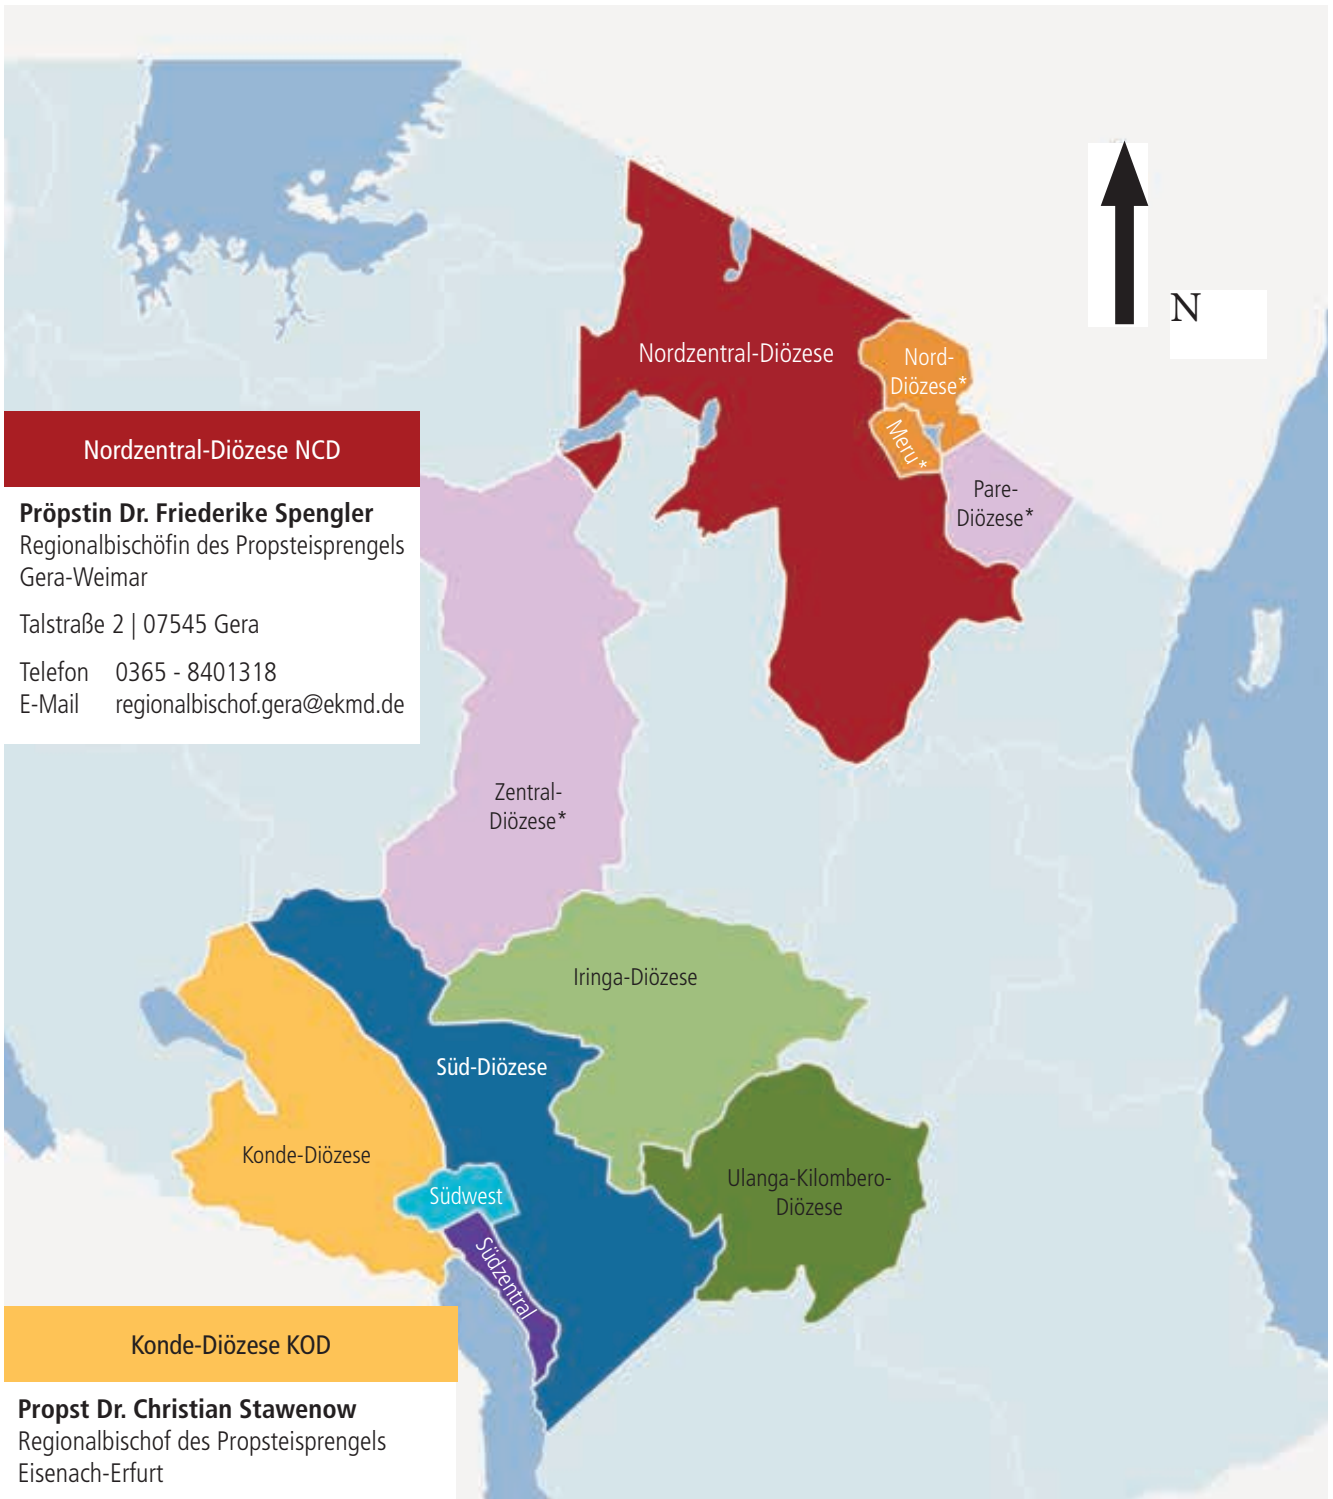 N
Nordzentral-Diözese
Nord-
Diözese*
Meru*
Pare-
Diözese*
Nordzentral-Diözese NCD
Pröpstin Dr. Friederike Spengler
Regionalbischöfin des Propsteisprengels
Gera-Weimar
Talstraße 2 | 07545 Gera
Telefon 0365 - 8401318
E-Mail regionalbischof.gera@ekmd.de
Zentral-
Diözese*
Iringa-Diözese
Süd-Diözese
Konde-Diözese
Ulanga-Kilombero-
Diözese
Südwest
Südzentral
Konde-Diözese KOD
Propst Dr. Christian Stawenow
Regionalbischof des Propsteisprengels
Eisenach-Erfurt